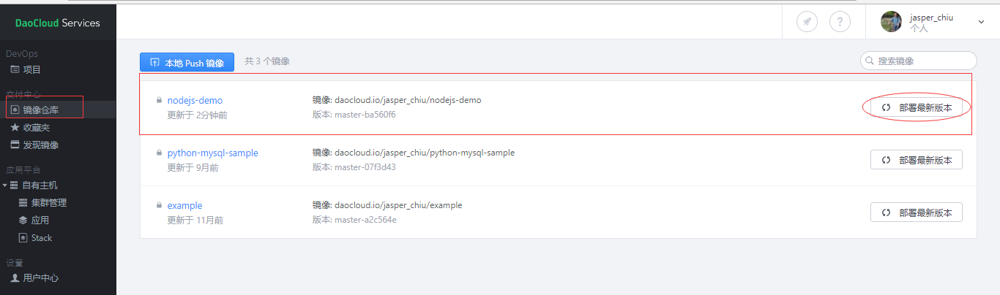 DaoCloud Services
jasper_chiu
个人
DevOps
项目
交付中心
镜像仓库
收藏夹
发现镜像
应用平台
自有主机
集群管理
应用
Stack
设置
用户中心
本地 Push 镜像
共 3 个镜像
搜索镜像
nodejs-demo
更新于 2分钟前
镜像: daocloud.io/jasper_chiu/nodejs-demo
版本: master-ba560f6
部署最新版本
python-mysql-sample
更新于 9月前
镜像: daocloud.io/jasper_chiu/python-mysql-sample
版本: master-07f3d43
部署最新版本
example
更新于 11月前
镜像: daocloud.io/jasper_chiu/example
版本: master-a2c564e
部署最新版本